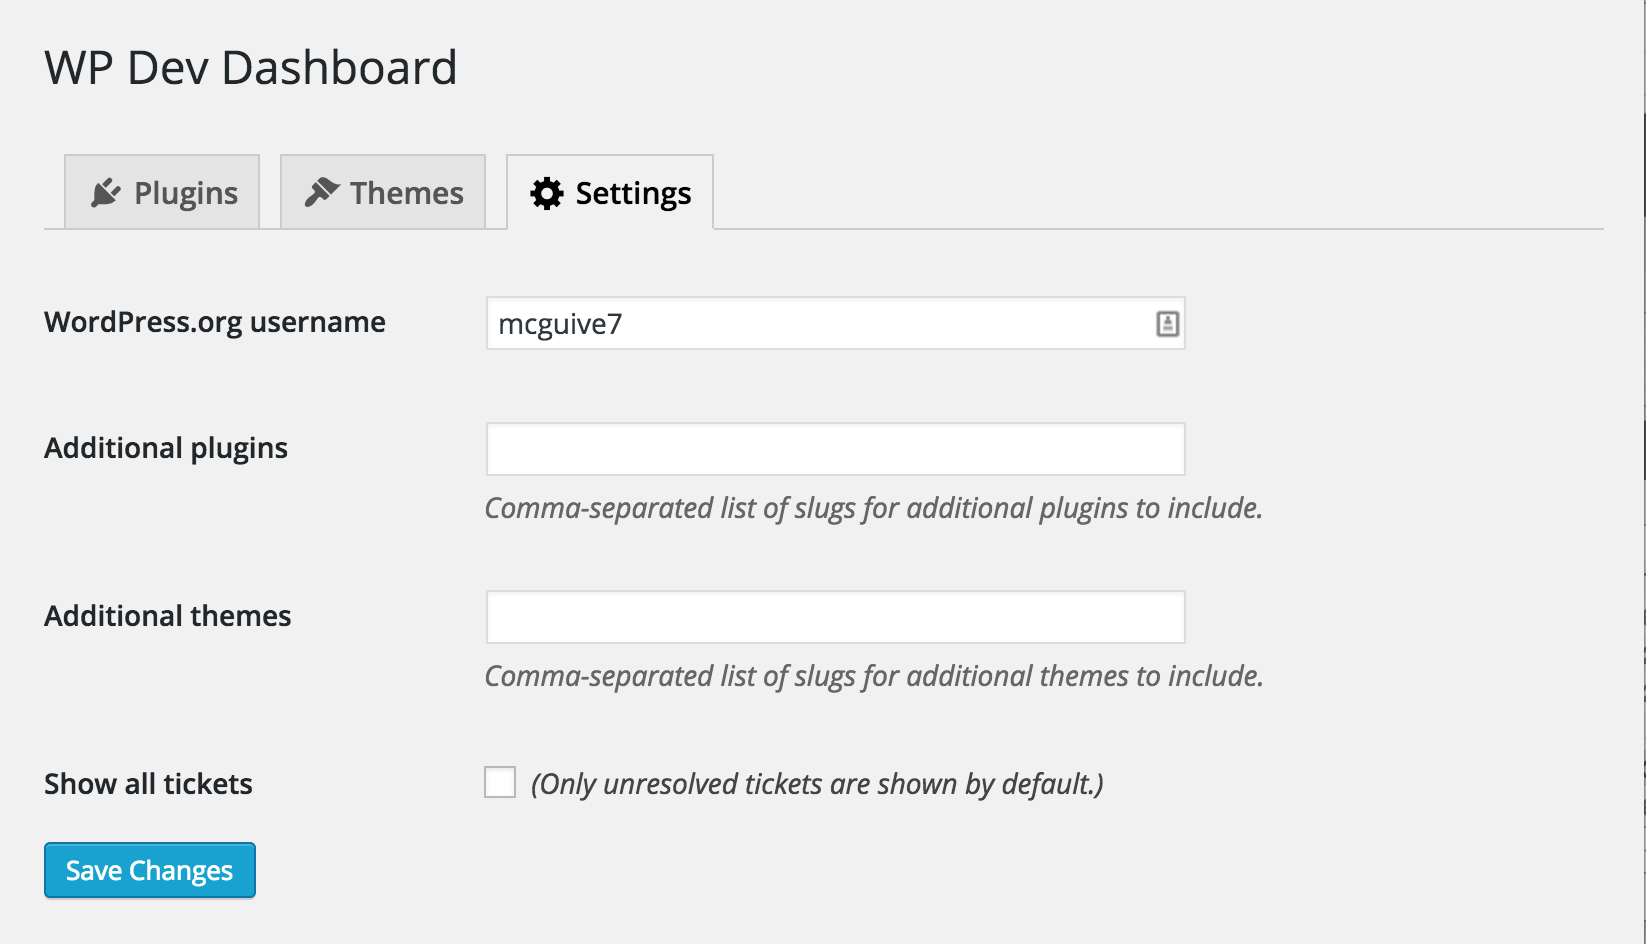 WP Dev Dashboard
Plugins Themes Settings
WordPress.org username mcguive7
Additional plugins
Comma-separated list of slugs for additional plugins to include.
Additional themes
Comma-separated list of slugs for additional themes to include.
Show all tickets (Only unresolved tickets are shown by default.)
Save Changes